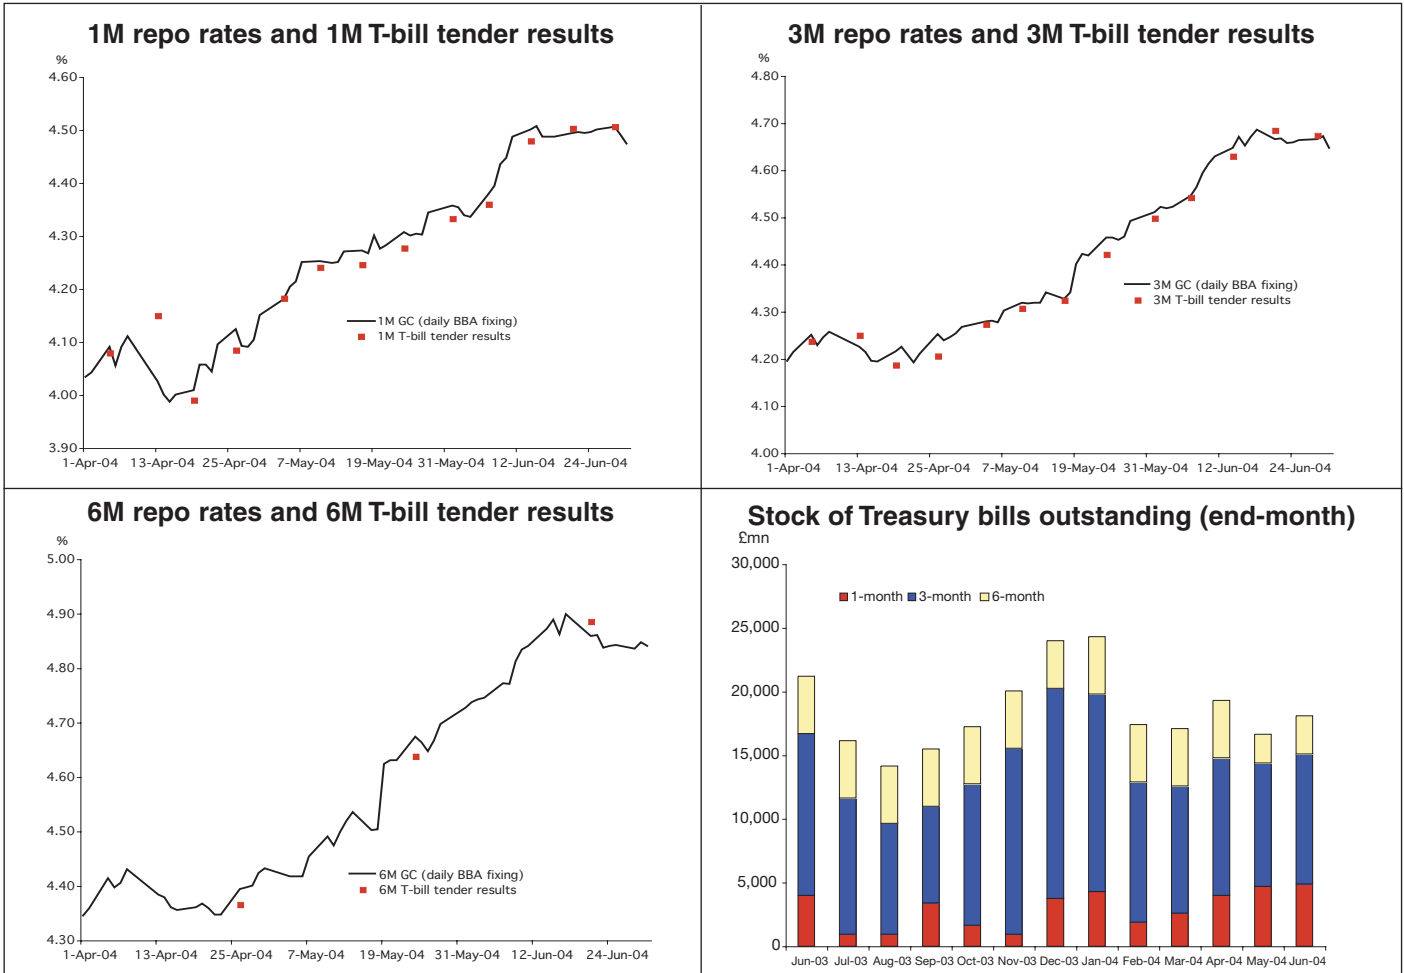 1M repo rates and 1M T-bill tender results
%
4.60
4.50
4.40
4.30
4.20
4.10
4.00
3.90
1M GC (daily BBA fixing)
1M T-bill tender results
1-Apr-04 13-Apr-04 25-Apr-04 7-May-04 19-May-04 31-May-04 12-Jun-04 24-Jun-04
3M repo rates and 3M T-bill tender results
%
4.80
4.70
4.60
4.50
4.40
4.30
4.20
4.10
4.00
3M GC (daily BBA fixing)
3M T-bill tender results
1-Apr-04 13-Apr-04 25-Apr-04 7-May-04 19-May-04 31-May-04 12-Jun-04 24-Jun-04
6M repo rates and 6M T-bill tender results
%
5.00
4.90
4.80
4.70
4.60
4.50
4.40
4.30
6M GC (daily BBA fixing)
6M T-bill tender results
1-Apr-04 13-Apr-04 25-Apr-04 7-May-04 19-May-04 31-May-04 12-Jun-04 24-Jun-04
Stock of Treasury bills outstanding (end-month)
£mn
30,000
25,000
20,000
15,000
10,000
5,000
0
1-month 3-month 6-month
Jun-03 Jul-03 Aug-03 Sep-03 Oct-03 Nov-03 Dec-03 Jan-04 Feb-04 Mar-04 Apr-04 May-04 Jun-04